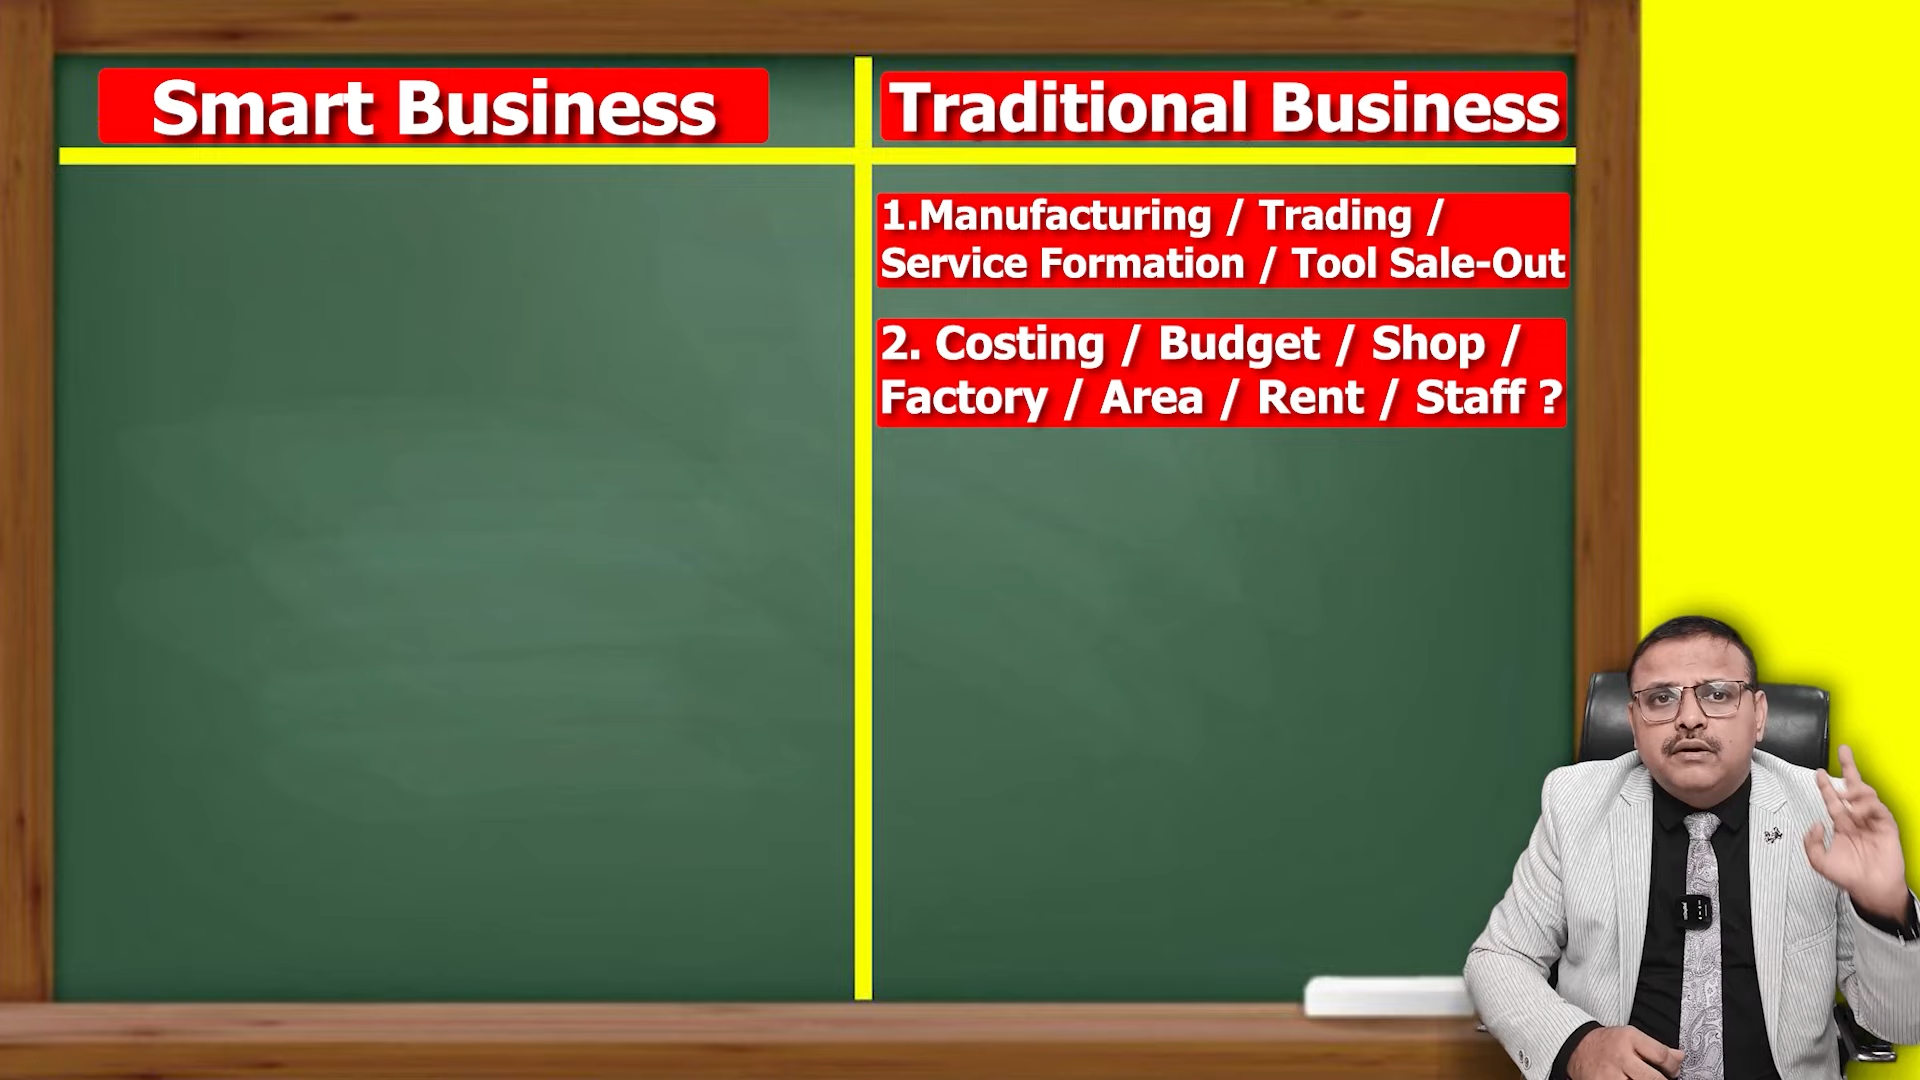 Smart Business
Traditional Business
1.Manufacturing / Trading /
Service Formation / Tool Sale-Out
2. Costing / Budget / Shop /
Factory / Area / Rent / Staff ?